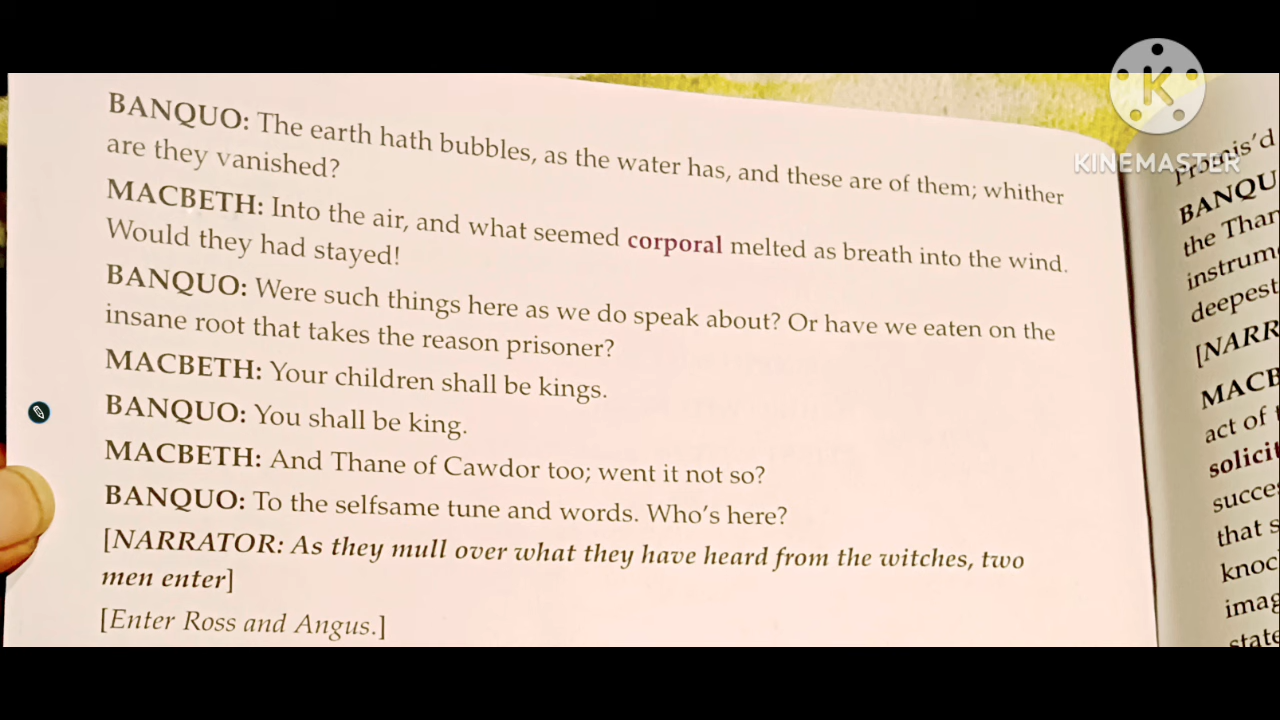 BANQUO: The earth hath bubbles, as the water has, and these are of them; whither
are they vanished?
MACBETH: Into the air, and what seemed corporal melted as breath into the wind.
Would they had stayed!
BANQUO: Were such things here as we do speak about? Or have we eaten on the
insane root that takes the reason prisoner?
MACBETH: Your children shall be kings.
BANQUO: You shall be king.
MACBETH: And Thane of Cawdor too; went it not so?
BANQUO: To the selfsame tune and words. Who's here?
[NARRATOR: As they mull over what they have heard from the witches, two
men enter]
[Enter Ross and Angus.]
K
KINEMASTER
BANQU
the Than
instrum
deepest
[NARR
MACB
act of
solicit
succes
that s
knoc
imag
state